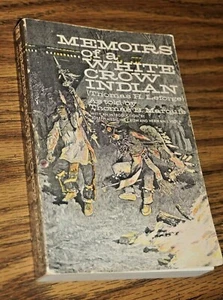 MEMOIRS
of a
WHITE
CROW
INDIAN
(Thomas H. Leforge)
As told by
Thomas B. Marquis